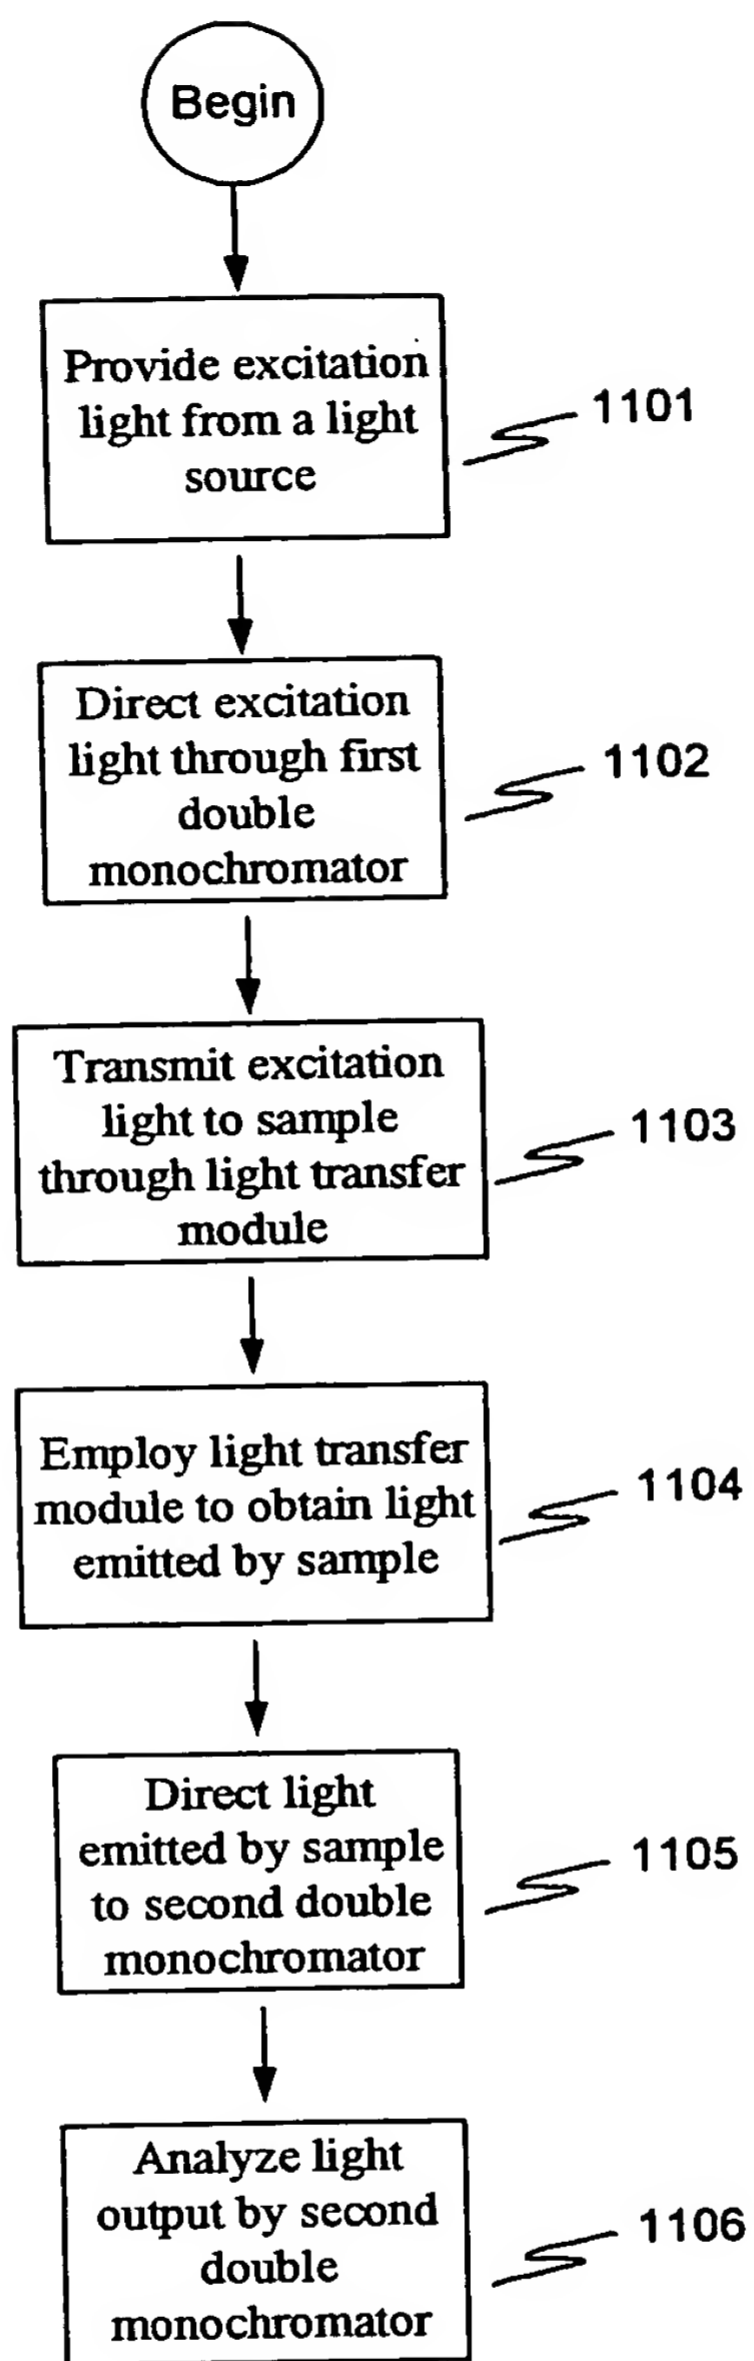 Begin
Provide excitation
light from a light
source
1101
Direct excitation
light through first
double
monochromator
1102
Transmit excitation
light to sample
through light transfer
module
1103
Employ light transfer
module to obtain light
emitted by sample
1104
Direct light
emitted by sample
to second double
monochromator
1105
Analyze light
output by second
double
monochromator
1106